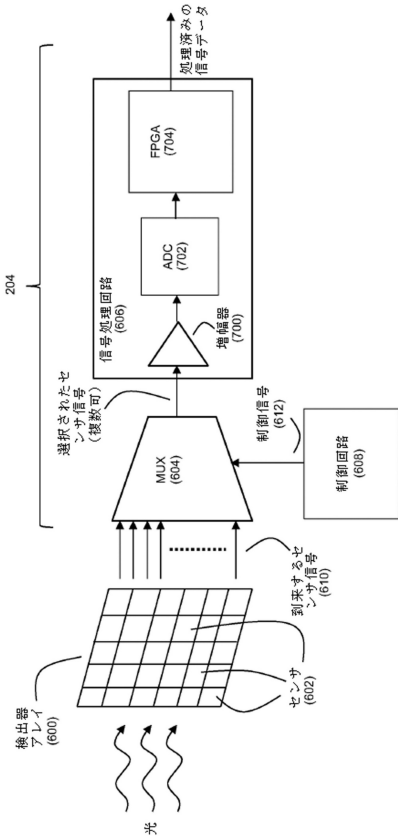 204
光
検出器
アレイ
(600)
センサ
(602)
到来するセ
ンサ信号
(610)
MUX
(604)
選択されたセ
ンサ信号
(複数可)
制御信号
(612)
制御回路
(608)
信号処理回路
(606)
増幅器
(700)
ADC
(702)
FPGA
(704)
処理済みの
信号データ